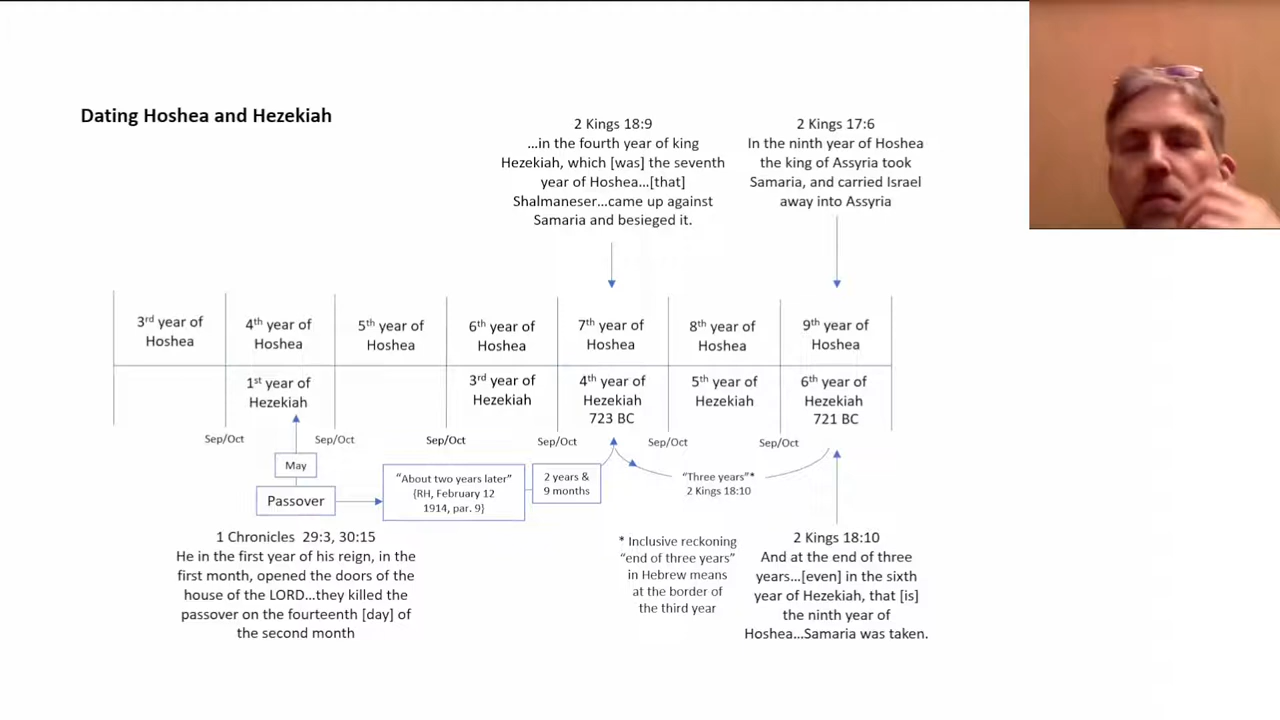 Dating Hoshea and Hezekiah
2 Kings 18:9
...in the fourth year of king
Hezekiah, which [was] the seventh
year of Hoshea...[that]
Shalmaneser...came up against
Samaria and besieged it.
2 Kings 17:6
In the ninth year of Hoshea
the king of Assyria took
Samaria, and carried Israel
away into Assyria
3rd year of
Hoshea
4th year of
Hoshea
5th year of
Hoshea
6th year of
Hoshea
7th year of
Hoshea
8th year of
Hoshea
9th year of
Hoshea
1st year of
Hezekiah
3rd year of
Hezekiah
4th year of
Hezekiah
723 BC
5th year of
Hezekiah
6th year of
Hezekiah
721 BC
Sep/Oct
Sep/Oct
Sep/Oct
Sep/Oct
Sep/Oct
Sep/Oct
May
Passover
"About two years later"
{RH, February 12
1914, par. 9}
2 years &
9 months
"Three years"*
2 Kings 18:10
1 Chronicles 29:3, 30:15
He in the first year of his reign, in the
first month, opened the doors of the
house of the LORD...they killed the
passover on the fourteenth [day] of
the second month
* Inclusive reckoning
"end of three years"
in Hebrew means
at the border of
the third year
2 Kings 18:10
And at the end of three
years...[even] in the sixth
year of Hezekiah, that [is]
the ninth year of
Hoshea...Samaria was taken.